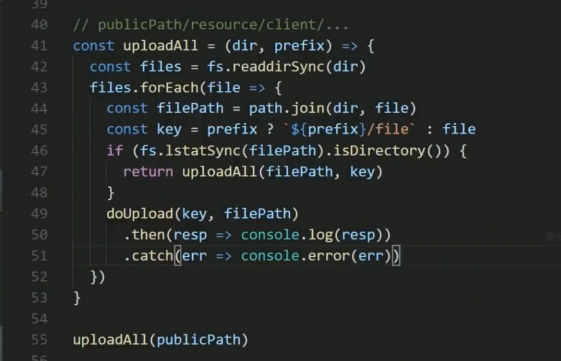 39
40 // publicPath/resource/client/...
41 const uploadAll = (dir, prefix) => {
42 const files = fs.readdirSync(dir)
43 files.forEach(file => {
44 const filePath = path.join(dir, file)
45 const key = prefix ? `${prefix}/file` : file
46 if (fs.lstatSync(filePath).isDirectory()) {
47 return uploadAll(filePath, key)
48 }
49 doUpload(key, filePath)
50 .then(resp => console.log(resp))
51 .catch(err => console.error(err))
52 })
53 }
54
55 uploadAll(publicPath)
56